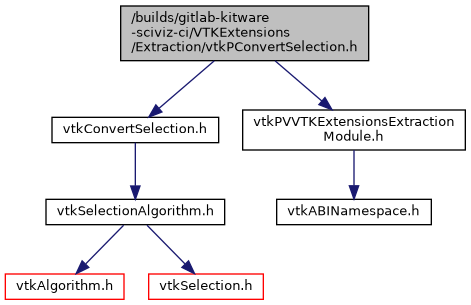 /builds/gitlab-kitware
-sciviz-ci/VTKExtensions
/Extraction/vtkPConvertSelection.h
vtkConvertSelection.h
vtkPVVTKExtensionsExtraction
Module.h
vtkSelectionAlgorithm.h
vtkABINamespace.h
vtkAlgorithm.h
vtkSelection.h